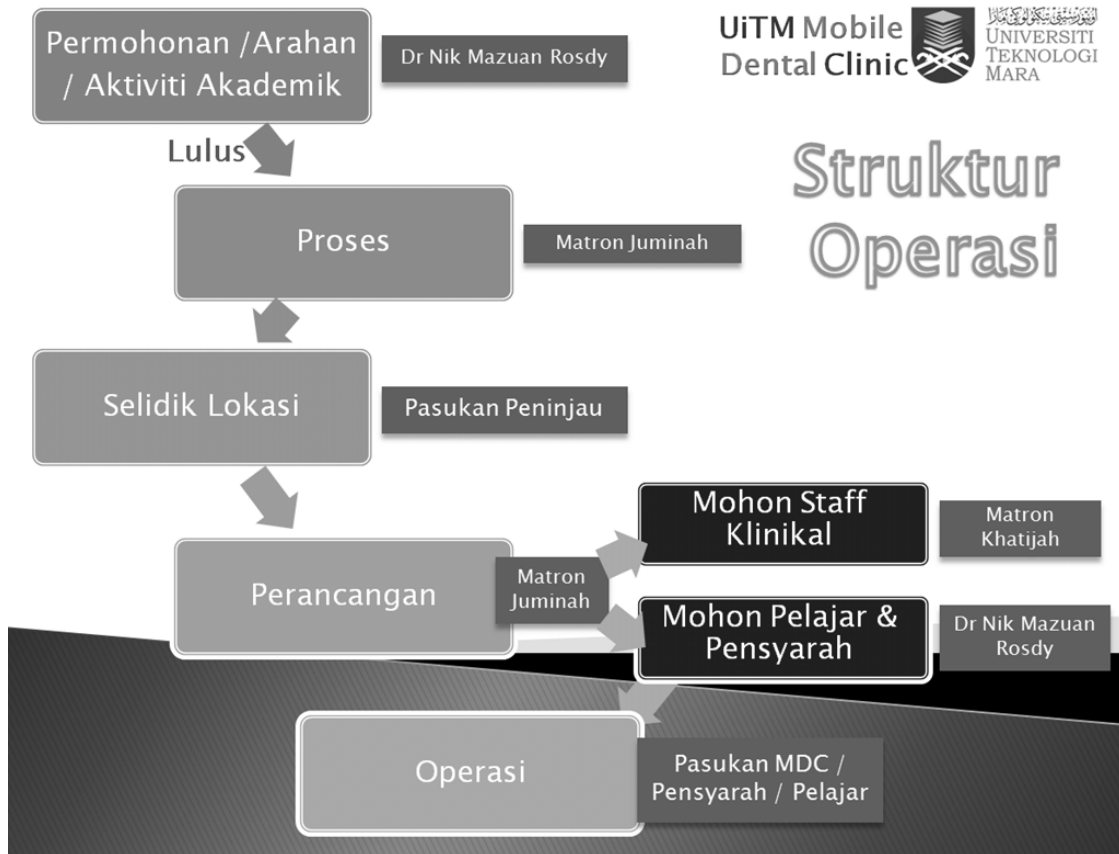 Permohonan /Arahan
/ Aktiviti Akademik
Dr Nik Mazuan Rosdy
UiTM Mobile
Dental Clinic
UNIVERSITI
TEKNOLOGI
MARA
Lulus
Struktur
Operasi
Proses
Matron Juminah
Selidik Lokasi
Pasukan Peninjau
Mohon Staff
Klinikal
Matron
Khatijah
Perancangan
Matron
Juminah
Mohon Pelajar &
Pensyarah
Dr Nik Mazuan
Rosdy
Operasi
Pasukan MDC /
Pensyarah / Pelajar